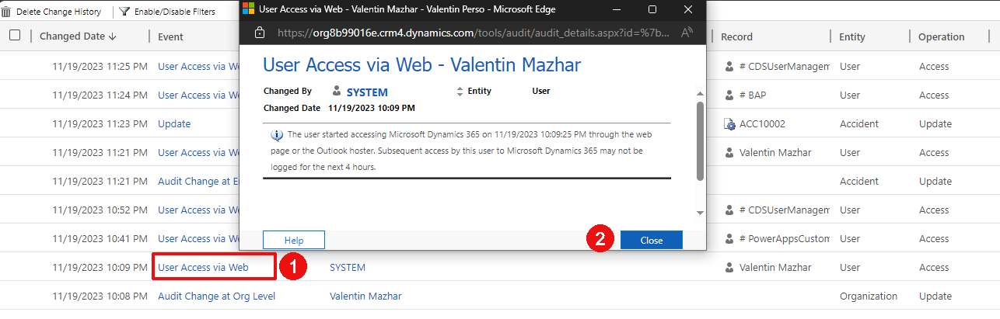 Delete Change History Enable/Disable Filters
User Access via Web - Valentin Mazhar - Valentin Perso - Microsoft Edge
https://org8b99016e.crm4.dynamics.com/tools/audit/audit_details.aspx?id=%7b...
User Access via Web - Valentin Mazhar
Changed By SYSTEM Entity User
Changed Date 11/19/2023 10:09 PM
The user started accessing Microsoft Dynamics 365 on 11/19/2023 10:09:25 PM through the web
page or the Outlook hoster. Subsequent access by this user to Microsoft Dynamics 365 may not be
logged for the next 4 hours.
Help 2 Close
Changed Date Event Record Entity Operation
11/19/2023 11:25 PM User Access via We # CDSUserManagem User Access
11/19/2023 11:24 PM User Access via We # BAP User Access
11/19/2023 11:23 PM Update ACC10002 Accident Update
11/19/2023 11:21 PM User Access via We Valentin Mazhar User Access
11/19/2023 11:21 PM Audit Change at E Accident Update
11/19/2023 10:52 PM User Access via We # CDSUserManagem User Access
11/19/2023 10:41 PM User Access via We # PowerAppsCustom User Access
11/19/2023 10:09 PM User Access via Web 1 SYSTEM Valentin Mazhar User Access
11/19/2023 10:08 PM Audit Change at Org Level Valentin Mazhar Organization Update